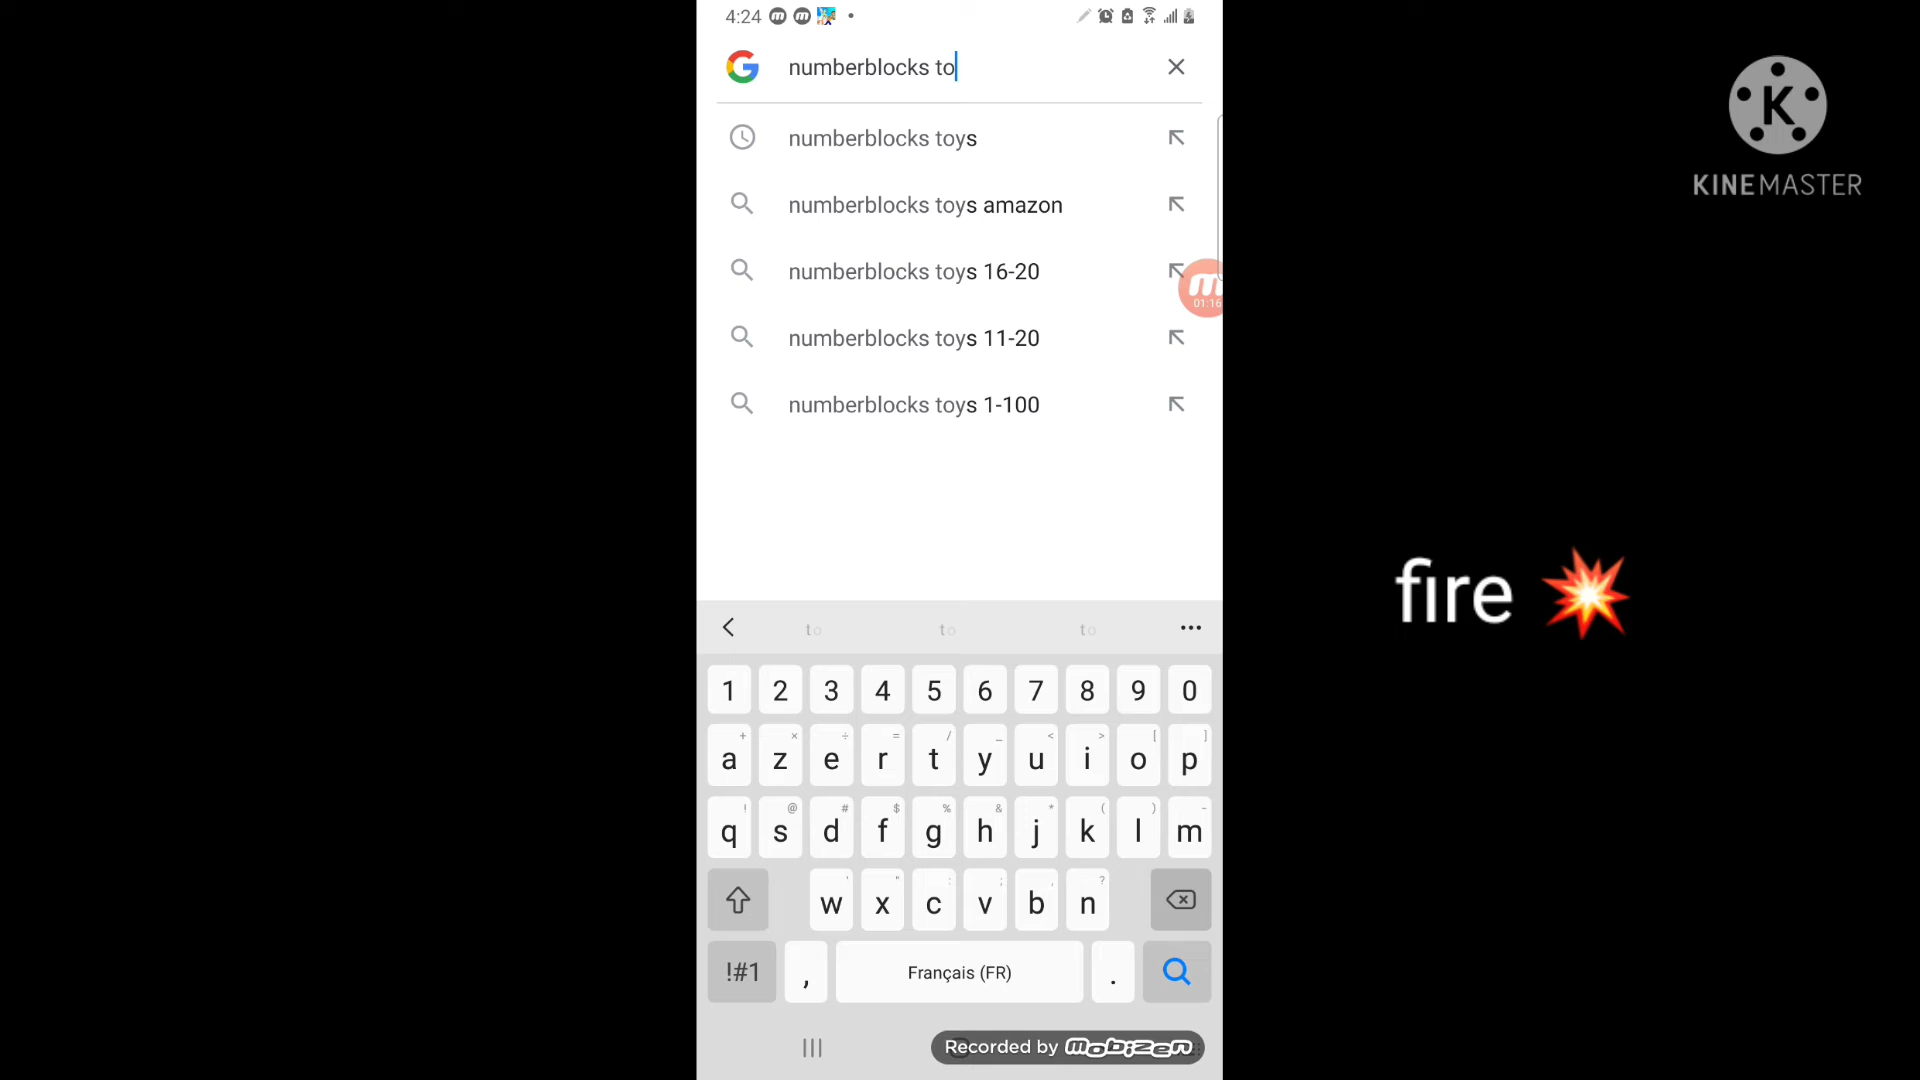 4:24
numberblocks to
numberblocks toys
numberblocks toys amazon
numberblocks toys 16-20
numberblocks toys 11-20
numberblocks toys 1-100
m
01:16
K
KINEMASTER
fire 💥
to to to
1 2 3 4 5 6 7 8 9 0
+ × ÷ = / _ < > [ ]
a z e r t y u i o p
! @ # $ % & * ( ) -
q s d f g h j k l m
' " : ; , ?
w x c v b n
!#1 , Français (FR) .
Recorded by mobizen